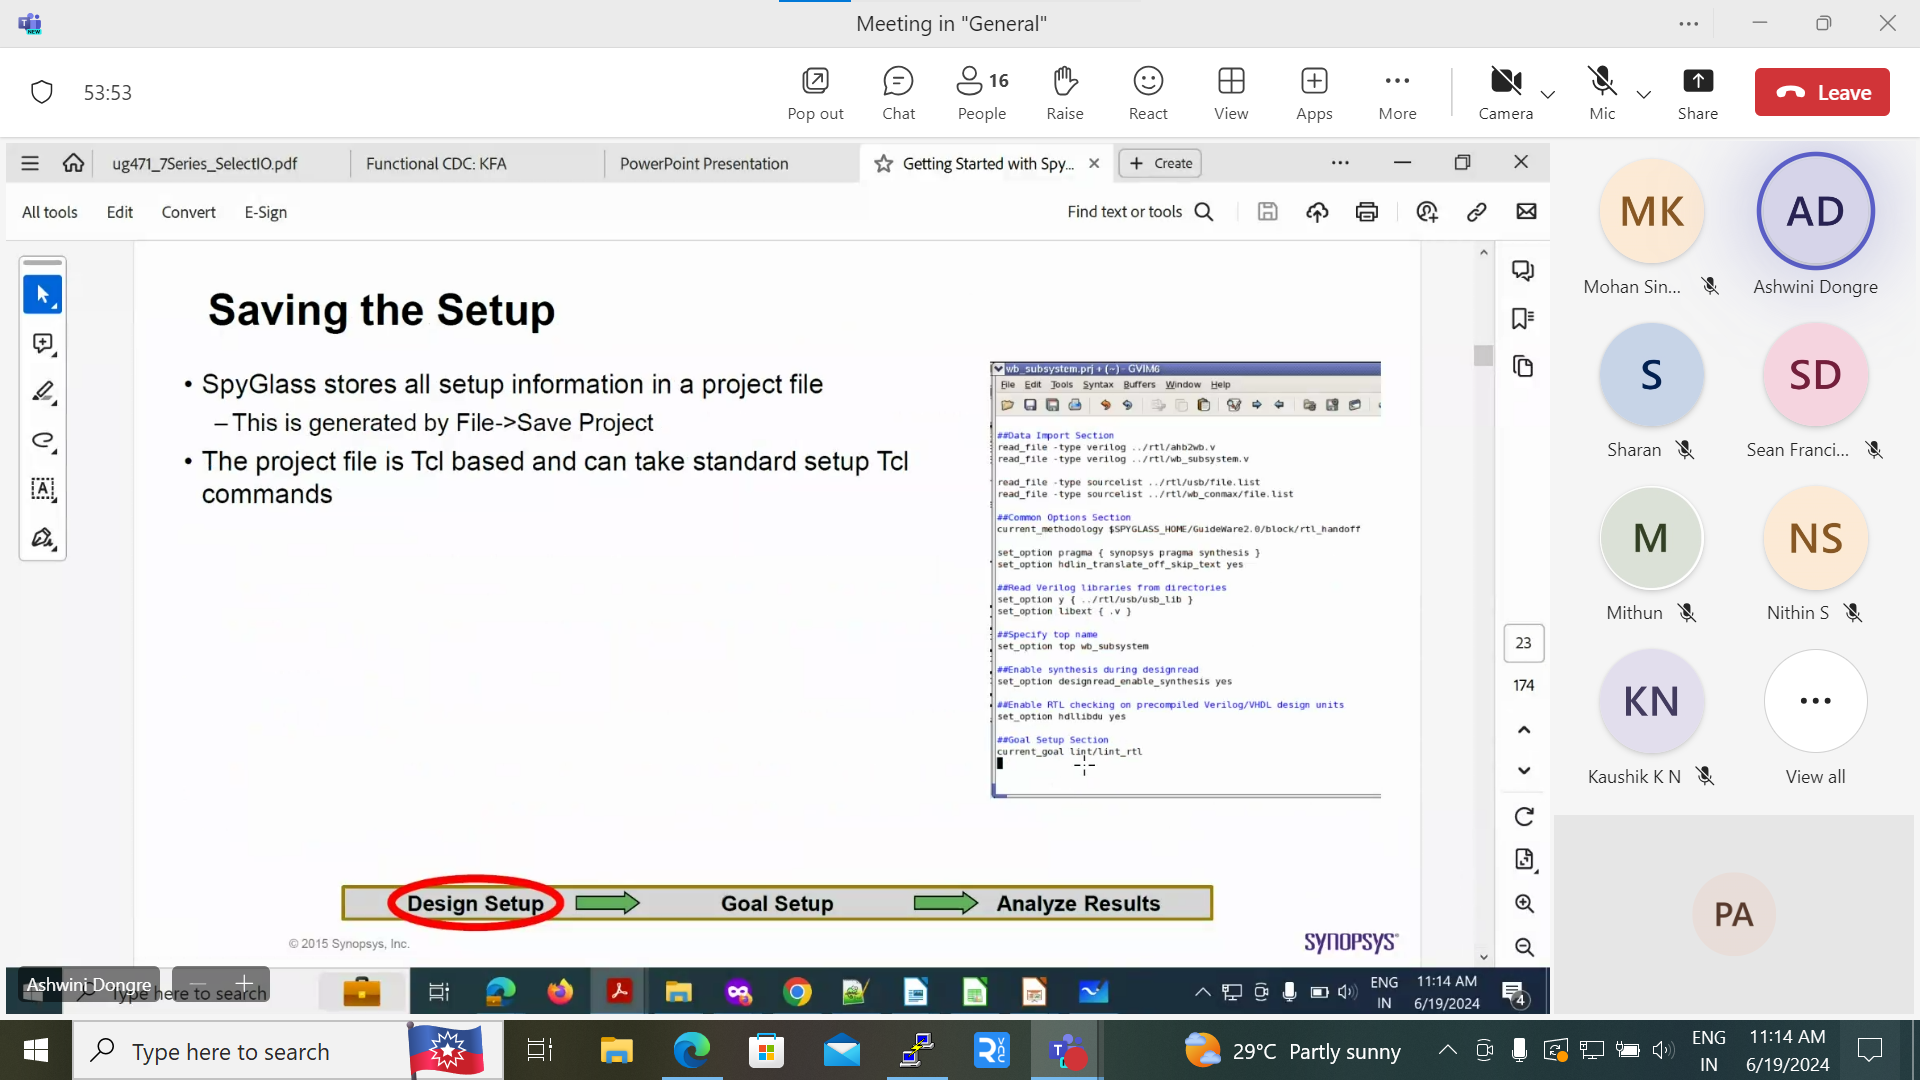 Meeting in "General"
53:53
Pop out
Chat
16
People
Raise
React
View
Apps
More
Camera
Mic
Share
Leave
ug471_7Series_SelectIO.pdf
Functional CDC: KFA
PowerPoint Presentation
Getting Started with Spy...
Create
All tools
Edit
Convert
E-Sign
Find text or tools
Saving the Setup
• SpyGlass stores all setup information in a project file
– This is generated by File->Save Project
• The project file is Tcl based and can take standard setup Tcl
commands
wb_subsystem.prj + (~) - GVIM6
File Edit Tools Syntax Buffers Window Help
##Data Import Section
read_file -type verilog ../rtl/ahb2wb.v
read_file -type verilog ../rtl/wb_subsystem.v
read_file -type sourcelist ../rtl/usb/file.list
read_file -type sourcelist ../rtl/wb_conmax/file.list
##Common Options Section
current_methodology $SPYGLASS_HOME/GuideWare2.0/block/rtl_handoff
set_option pragma { synopsys pragma synthesis }
set_option hdlin_translate_off_skip_text yes
##Read Verilog libraries from directories
set_option y { ../rtl/usb/usb_lib }
set_option libext { .v }
##Specify top name
set_option top wb_subsystem
##Enable synthesis during designread
set_option designread_enable_synthesis yes
##Enable RTL checking on precompiled Verilog/VHDL design units
set_option hdllibdu yes
##Goal Setup Section
current_goal lint/lint_rtl
Design Setup
Goal Setup
Analyze Results
© 2015 Synopsys, Inc.
SYNOPSYS®
23
174
MK
Mohan Sin...
AD
Ashwini Dongre
S
Sharan
SD
Sean Franci...
M
Mithun
NS
Nithin S
KN
Kaushik K N
View all
PA
Ashwini Dongre
Type here to search
ENG
IN
11:14 AM
6/19/2024
4
Type here to search
29°C Partly sunny
ENG
IN
11:14 AM
6/19/2024